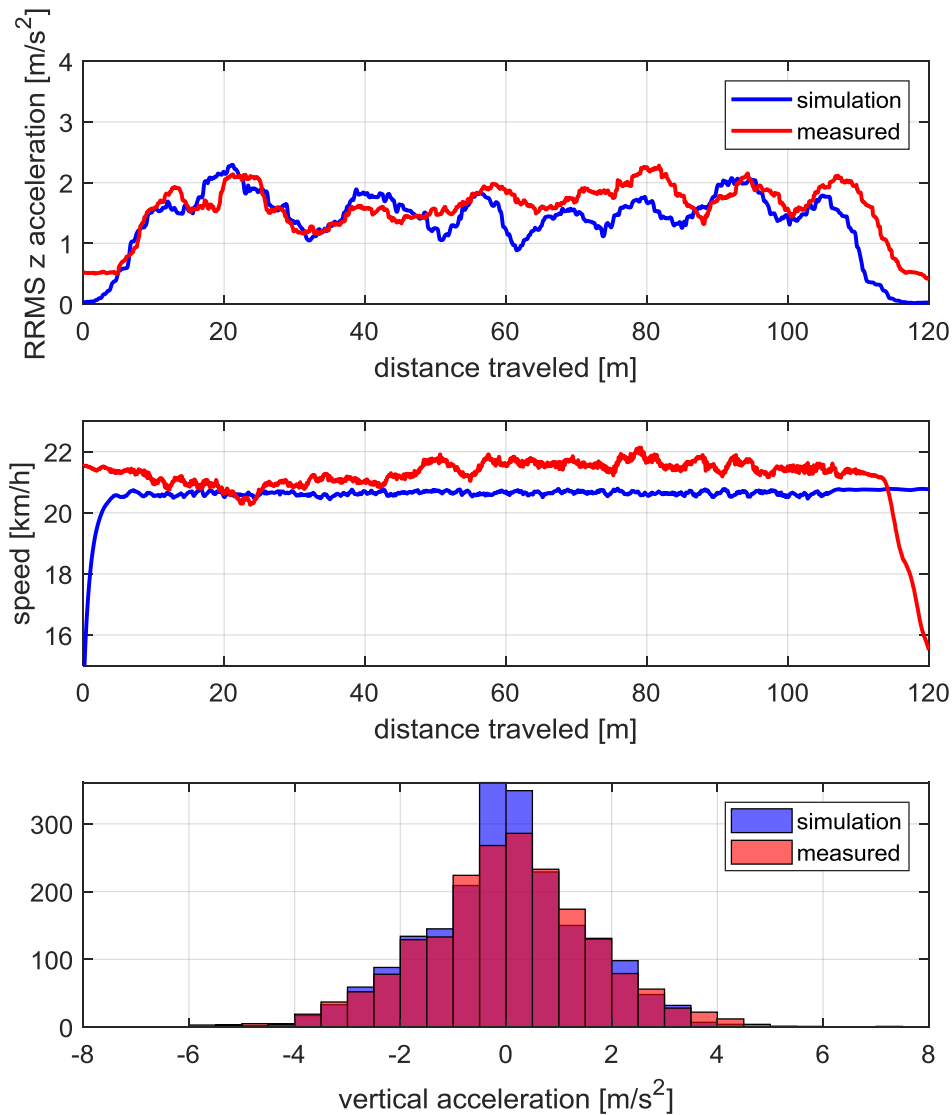 RRMS z acceleration [m/s²]
4
3
2
1
0
simulation
measured
0 20 40 60 80 100 120
distance traveled [m]
speed [km/h]
22
20
18
16
0 20 40 60 80 100 120
distance traveled [m]
300
200
100
0
simulation
measured
-8 -6 -4 -2 0 2 4 6 8
vertical acceleration [m/s²]